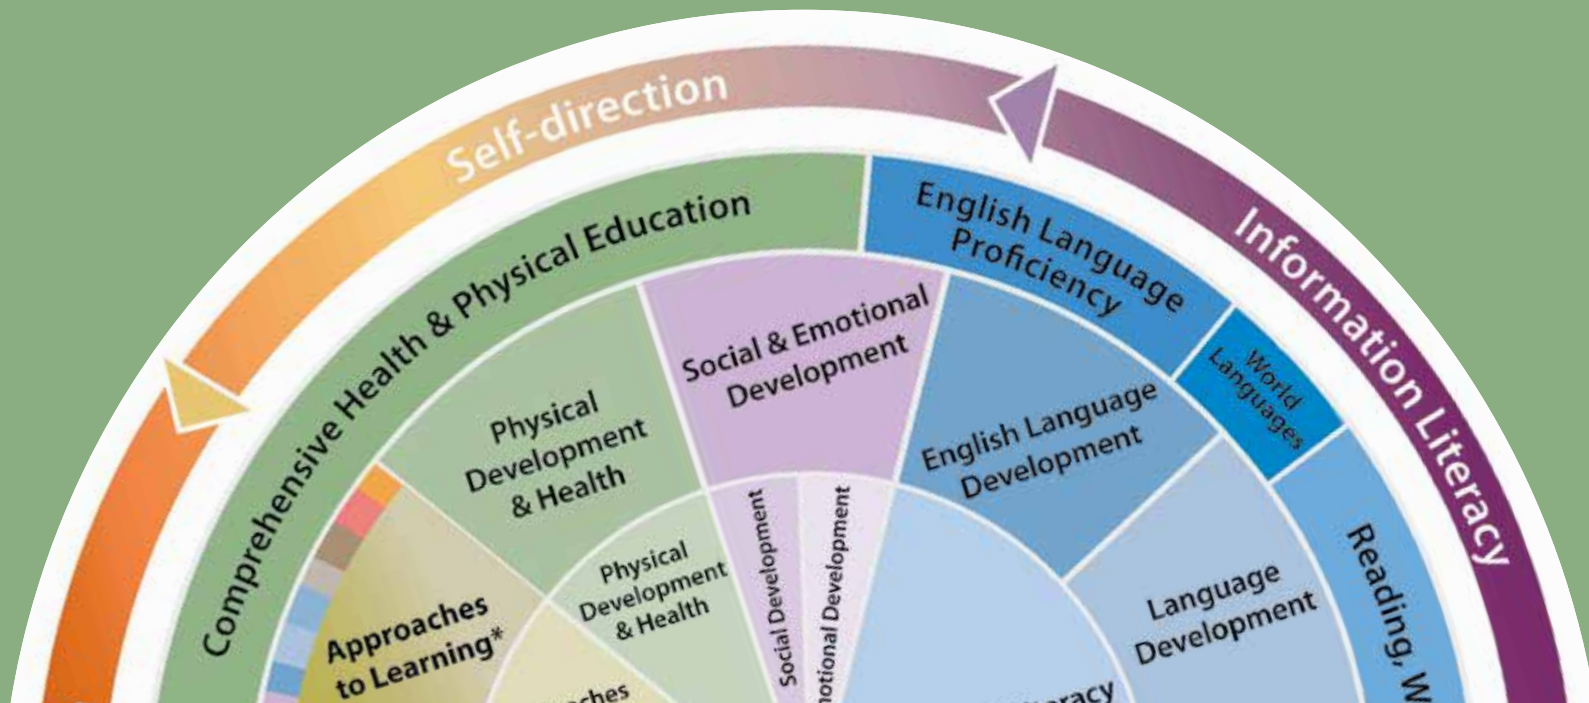 Self-direction
Information Literacy
Comprehensive Health & Physical Education
English Language
Proficiency
World
Languages
Reading,
Physical
Development
& Health
Social & Emotional
Development
English Language
Development
Language
Development
Approaches
to Learning*
Physical
Development
& Health
Social Development
Development